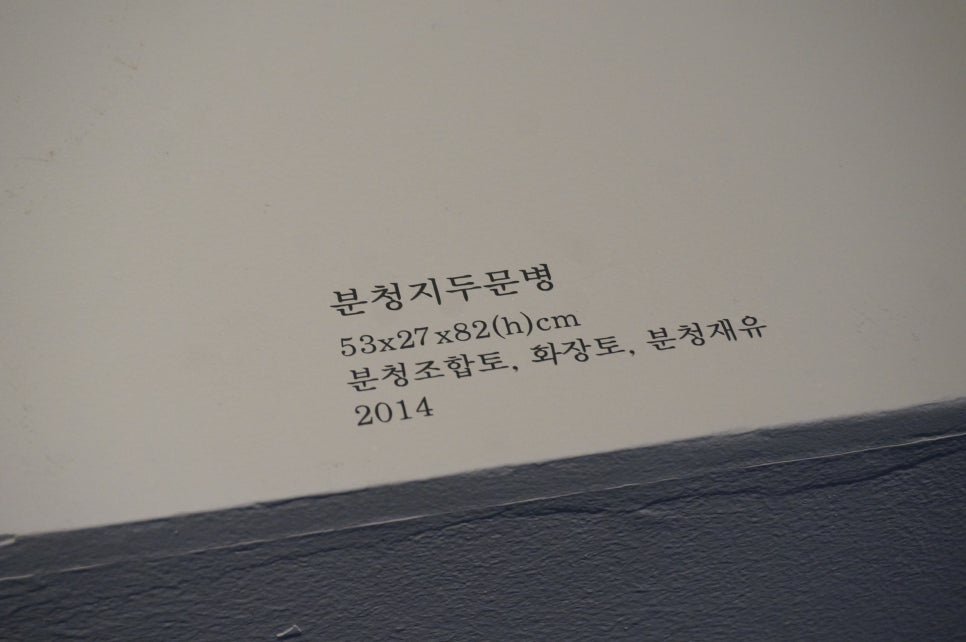 분청지두문병
53x27x82(h)cm
분청조합토, 화장토, 분청재유
2014